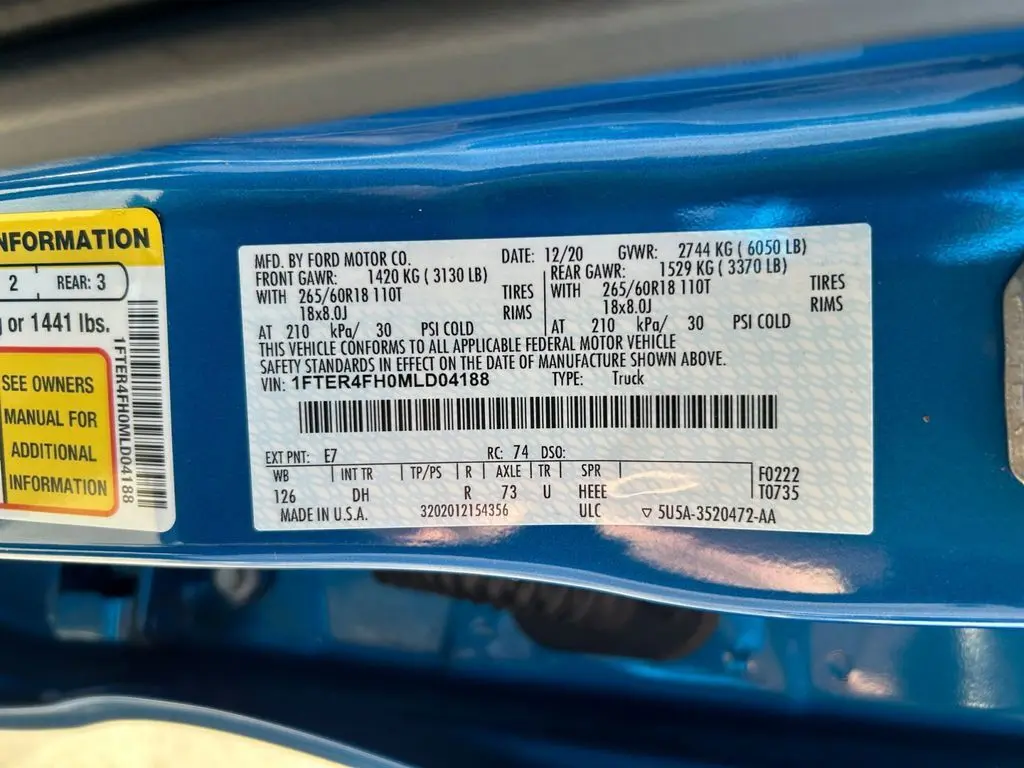 NFORMATION
2 REAR: 3
or 1441 lbs.
SEE OWNERS
MANUAL FOR
ADDITIONAL
INFORMATION
1FTER4FH0MLD04188
MFD. BY FORD MOTOR CO. DATE: 12/20 GVWR: 2744 KG ( 6050 LB)
FRONT GAWR: 1420 KG ( 3130 LB) REAR GAWR: 1529 KG ( 3370 LB)
WITH 265/60R18 110T TIRES WITH 265/60R18 110T TIRES
18x8.0J RIMS 18x8.0J RIMS
AT 210 kPa/ 30 PSI COLD AT 210 kPa/ 30 PSI COLD
THIS VEHICLE CONFORMS TO ALL APPLICABLE FEDERAL MOTOR VEHICLE
SAFETY STANDARDS IN EFFECT ON THE DATE OF MANUFACTURE SHOWN ABOVE.
VIN: 1FTER4FH0MLD04188 TYPE: Truck
EXT PNT: E7 RC: 74 DSO:
WB INT TR TP/PS R AXLE TR SPR F0222
126 DH R 73 U HEEE T0735
MADE IN U.S.A. 3202012154356 ULC ▽ 5U5A-3520472-AA